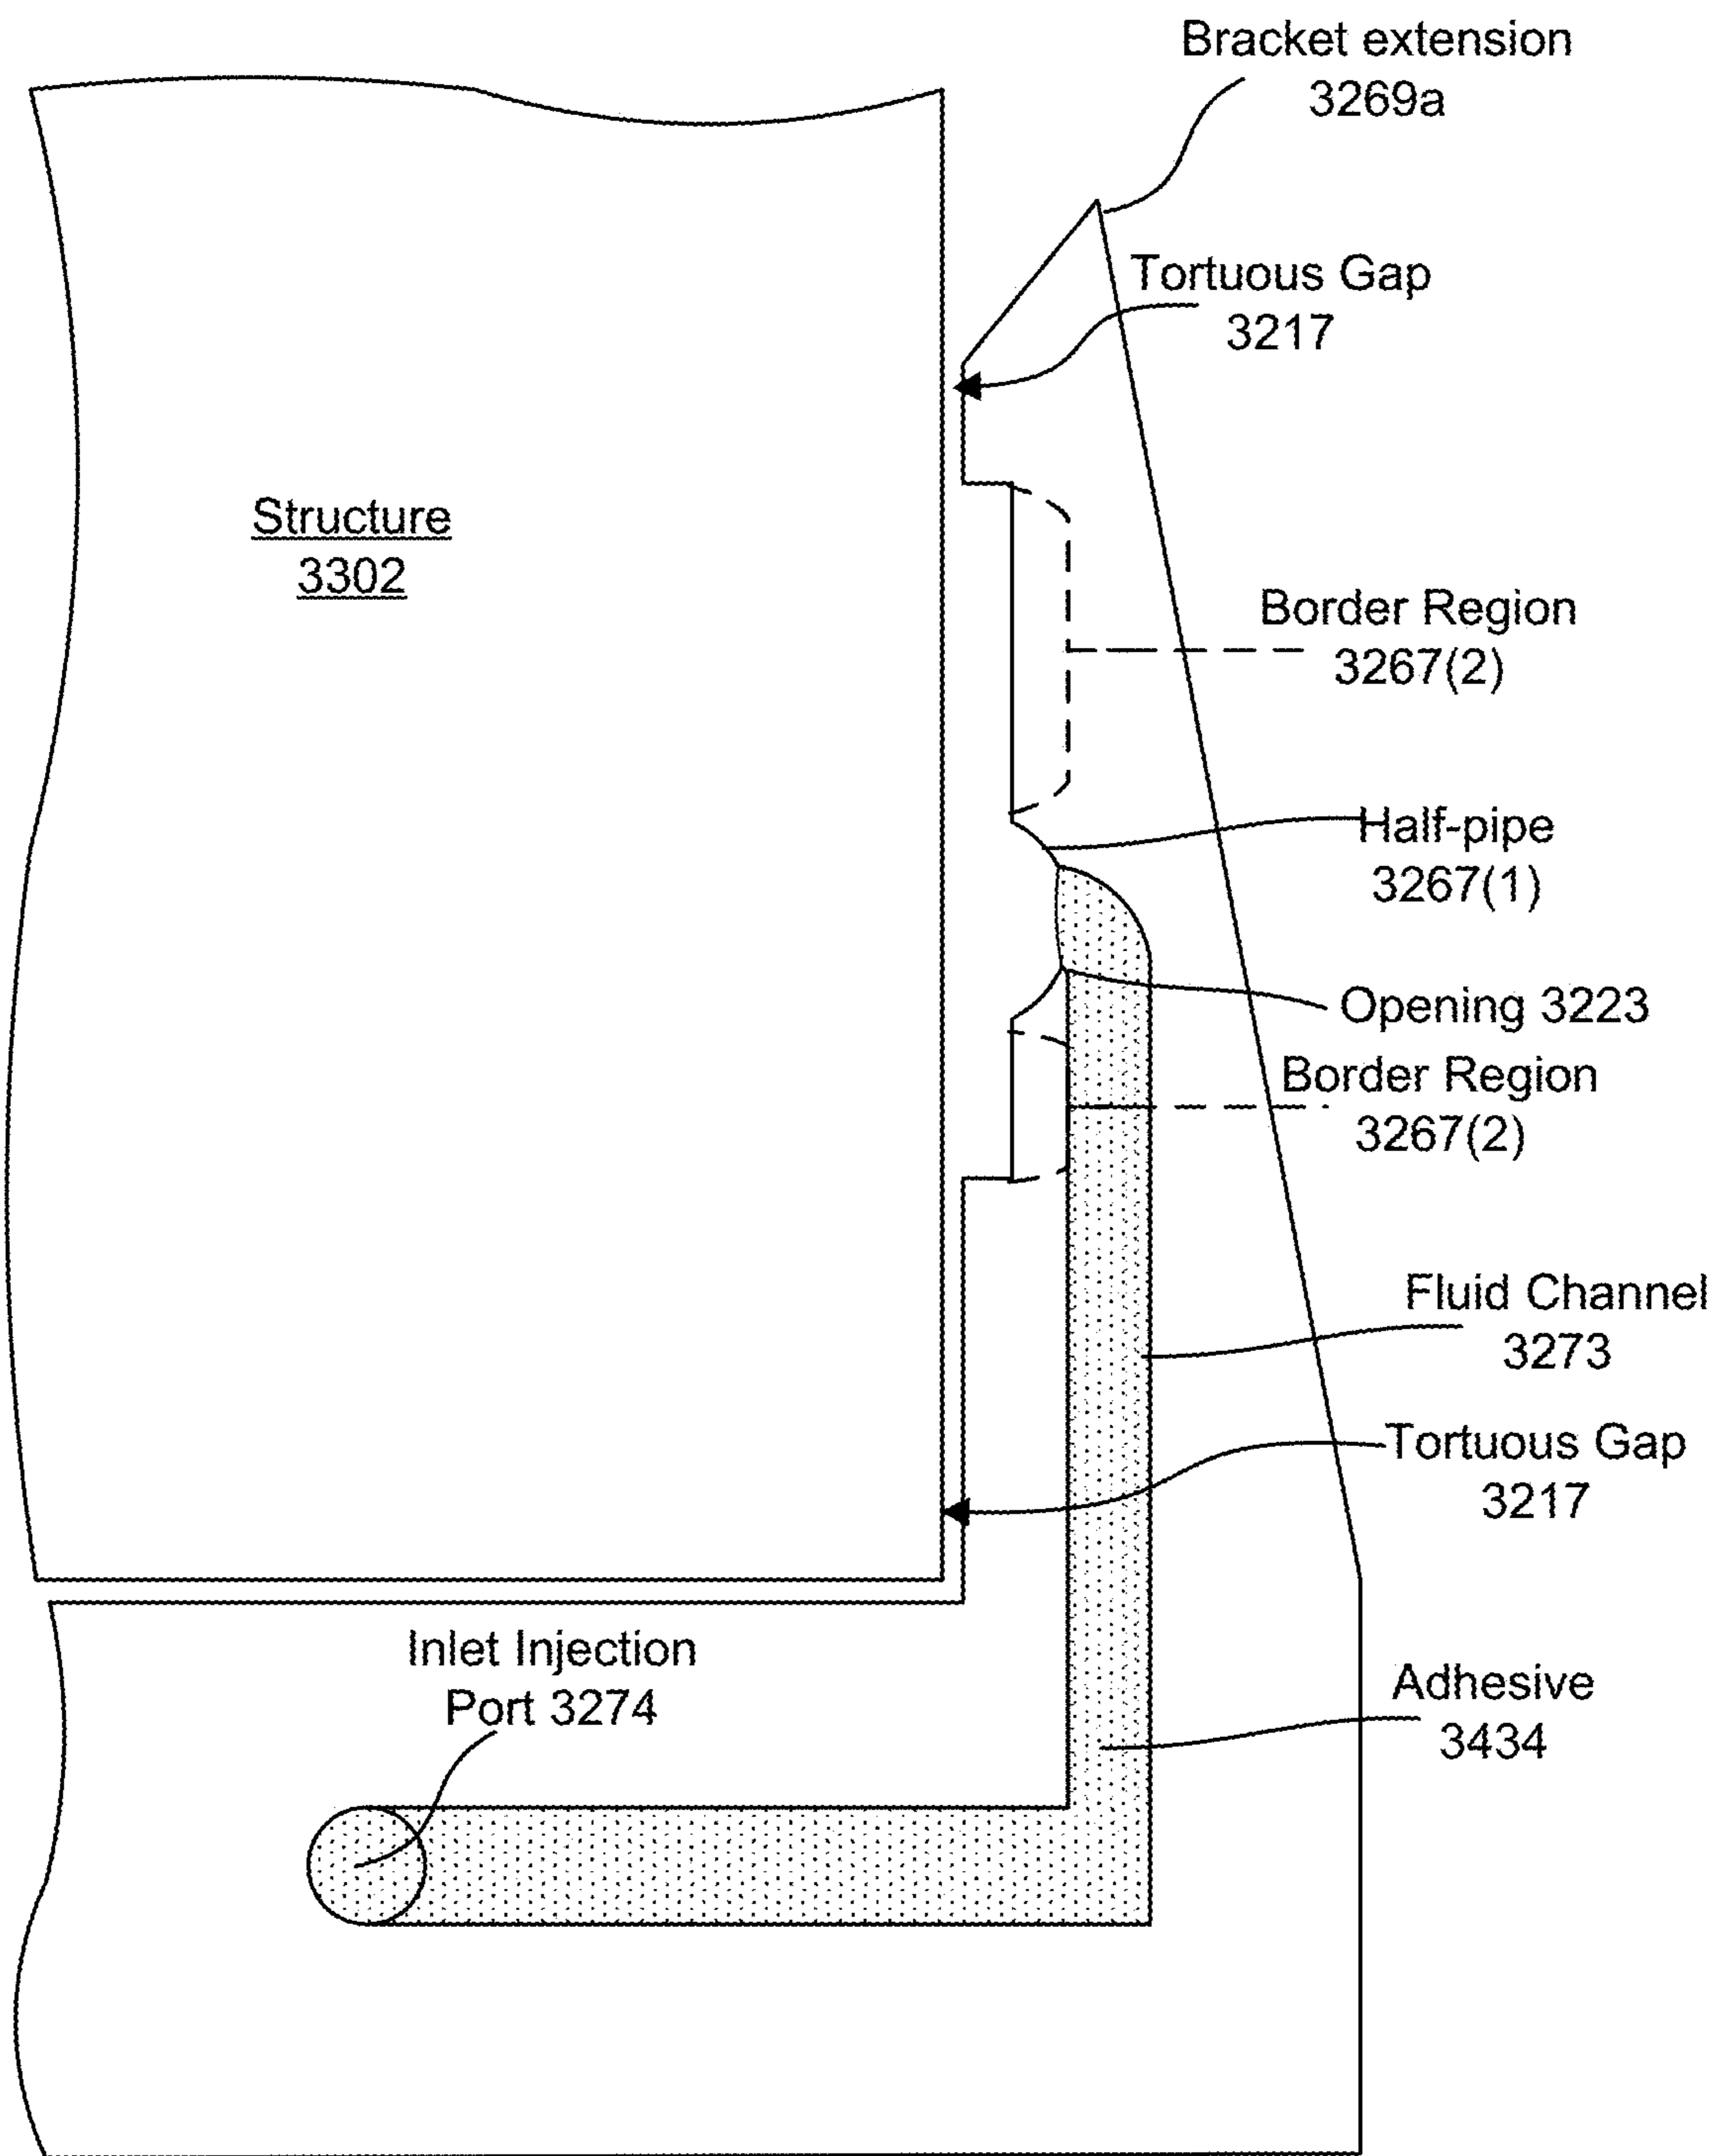 Bracket extension
3269a
Tortuous Gap
3217
Structure
3302
Border Region
3267(2)
Half-pipe
3267(1)
Opening 3223
Border Region
3267(2)
Fluid Channel
3273
Tortuous Gap
3217
Inlet Injection
Port 3274
Adhesive
3434